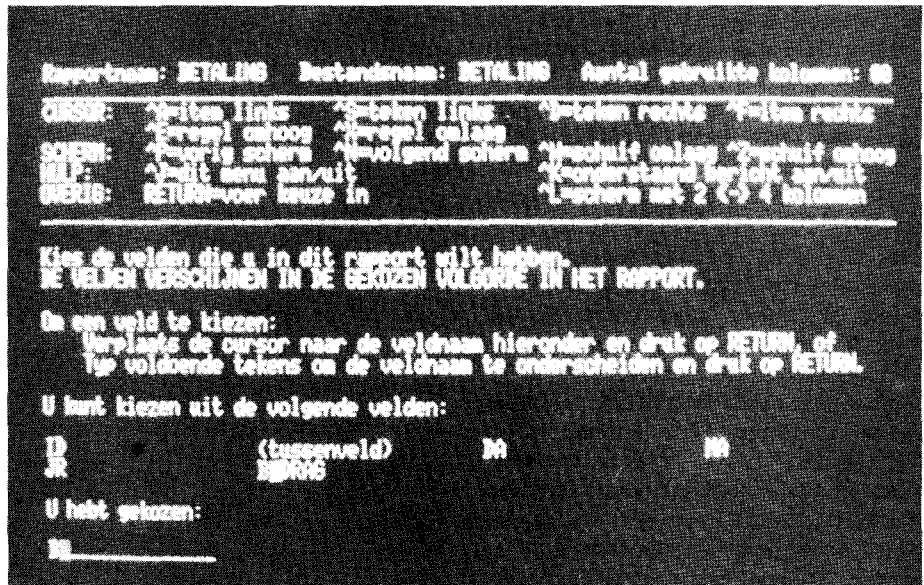 Rapportnaam: BETALING Bestandsnaam: BETALING Aantal gebruikte kolommen: 00
CURSOR: ^A=item links ^S=teken links ^D=teken rechts ^F=item rechts
^E=regel omhoog ^X=regel omlaag
SCHERM: ^R=vorig scherm ^C=volgend scherm ^W=schuif omlaag ^Z=schuif omhoog
HULP: ^J=dit menu aan/uit onderstaand bericht aan/uit
OVERIG: RETURN=voer keuze in ^L=scherm met 2 <-> 4 kolommen
Kies de velden die u in dit rapport wilt hebben.
DE VELDEN VERSCHIJNEN IN DE GEKOZEN VOLGORDE IN HET RAPPORT.
Om een veld te kiezen:
Verplaats de cursor naar de veldnaam hieronder en druk op RETURN, of
Typ voldoende tekens om de veldnaam te onderscheiden en druk op RETURN.
U kunt kiezen uit de volgende velden:
ID (tussenveld) DA MA
JR BEDRAG
U hebt gekozen: